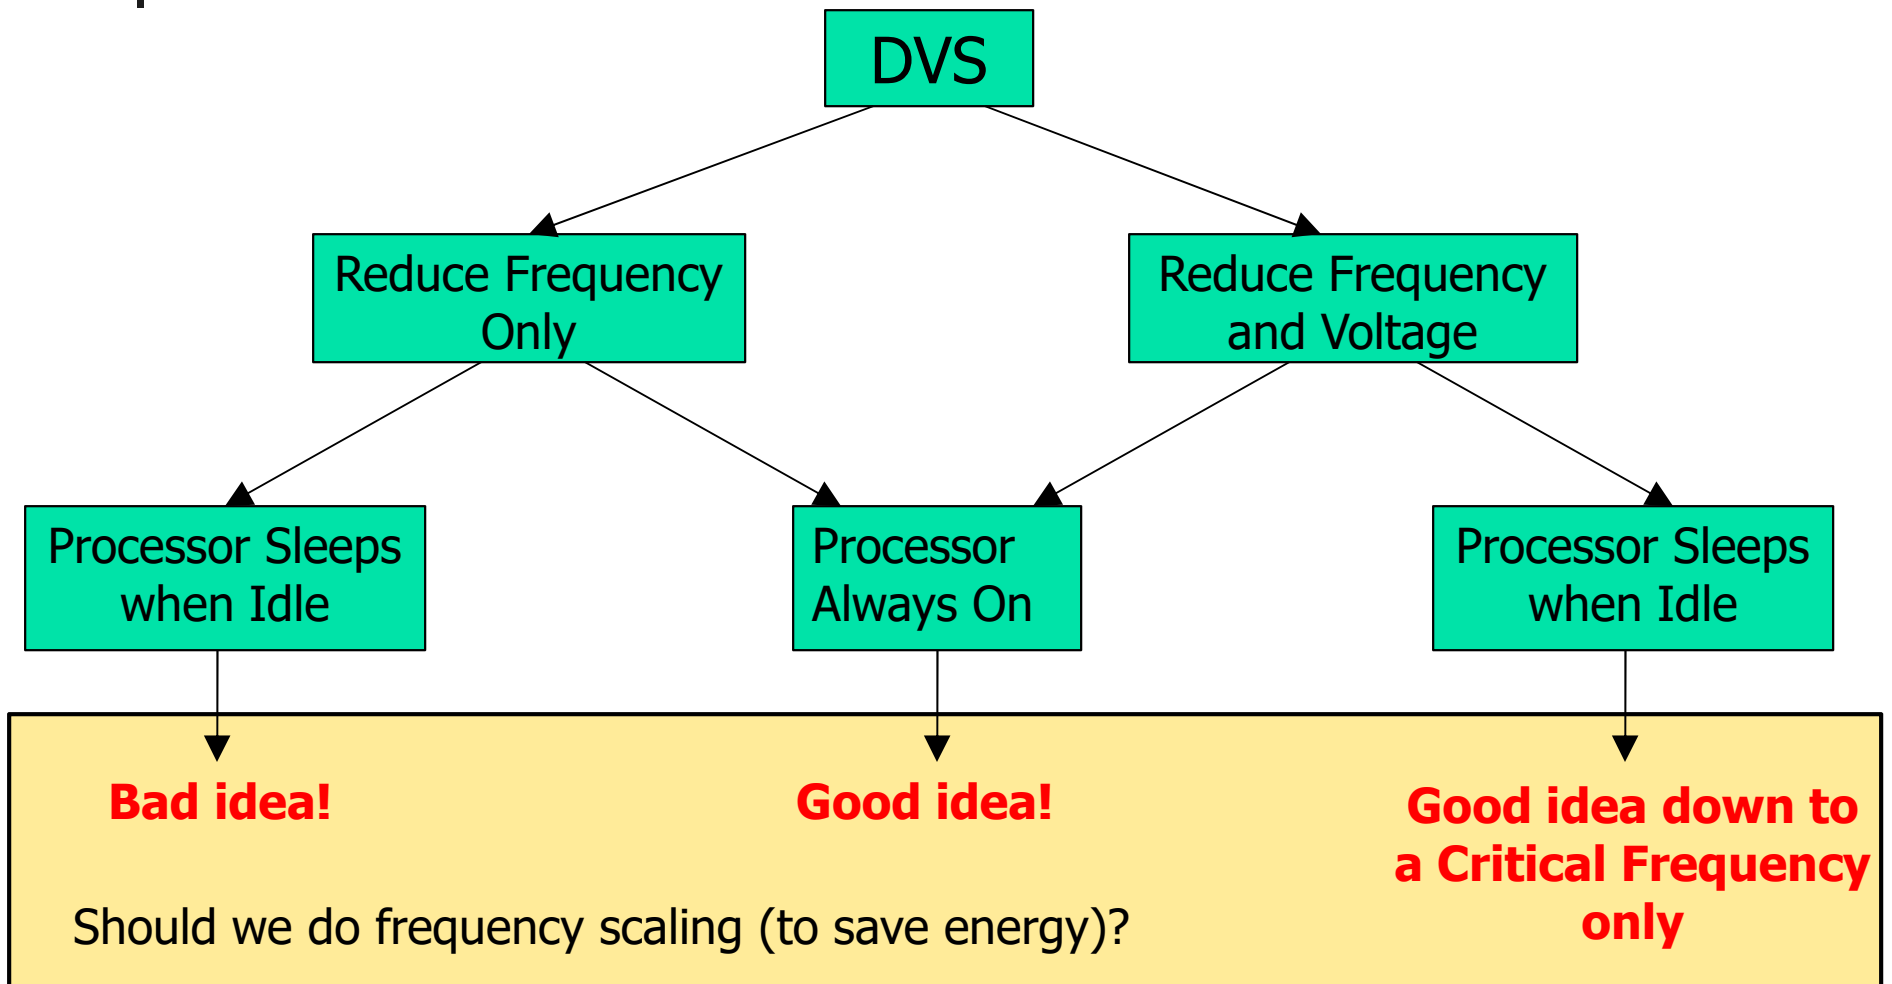 DVS
Reduce Frequency
Only
Reduce Frequency
and Voltage
Processor Sleeps
when Idle
Processor
Always On
Processor Sleeps
when Idle
Bad idea!
Good idea!
Good idea down to
a Critical Frequency
only
Should we do frequency scaling (to save energy)?